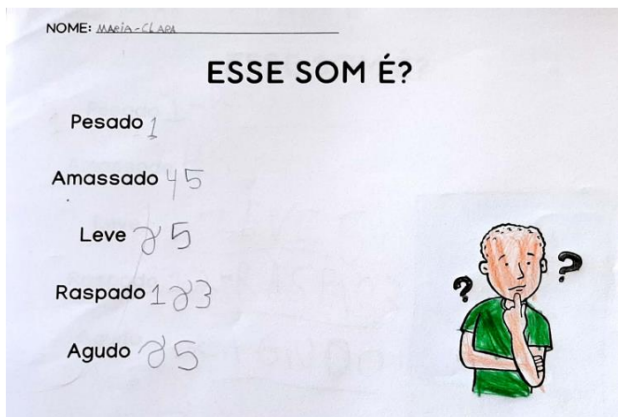 NOME: MARIA-CLARA
ESSE SOM É?
Pesado 1
Amassado 45
Leve 25
Raspado 123
Agudo 25
? ?